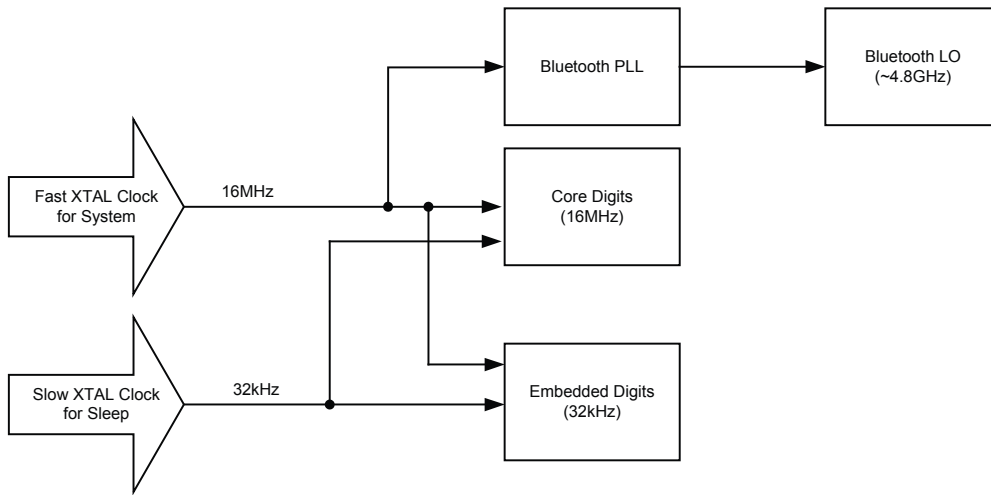 Bluetooth PLL
Bluetooth LO
(~4.8GHz)
Fast XTAL Clock
for System
16MHz
Core Digits
(16MHz)
Slow XTAL Clock
for Sleep
32kHz
Embedded Digits
(32kHz)